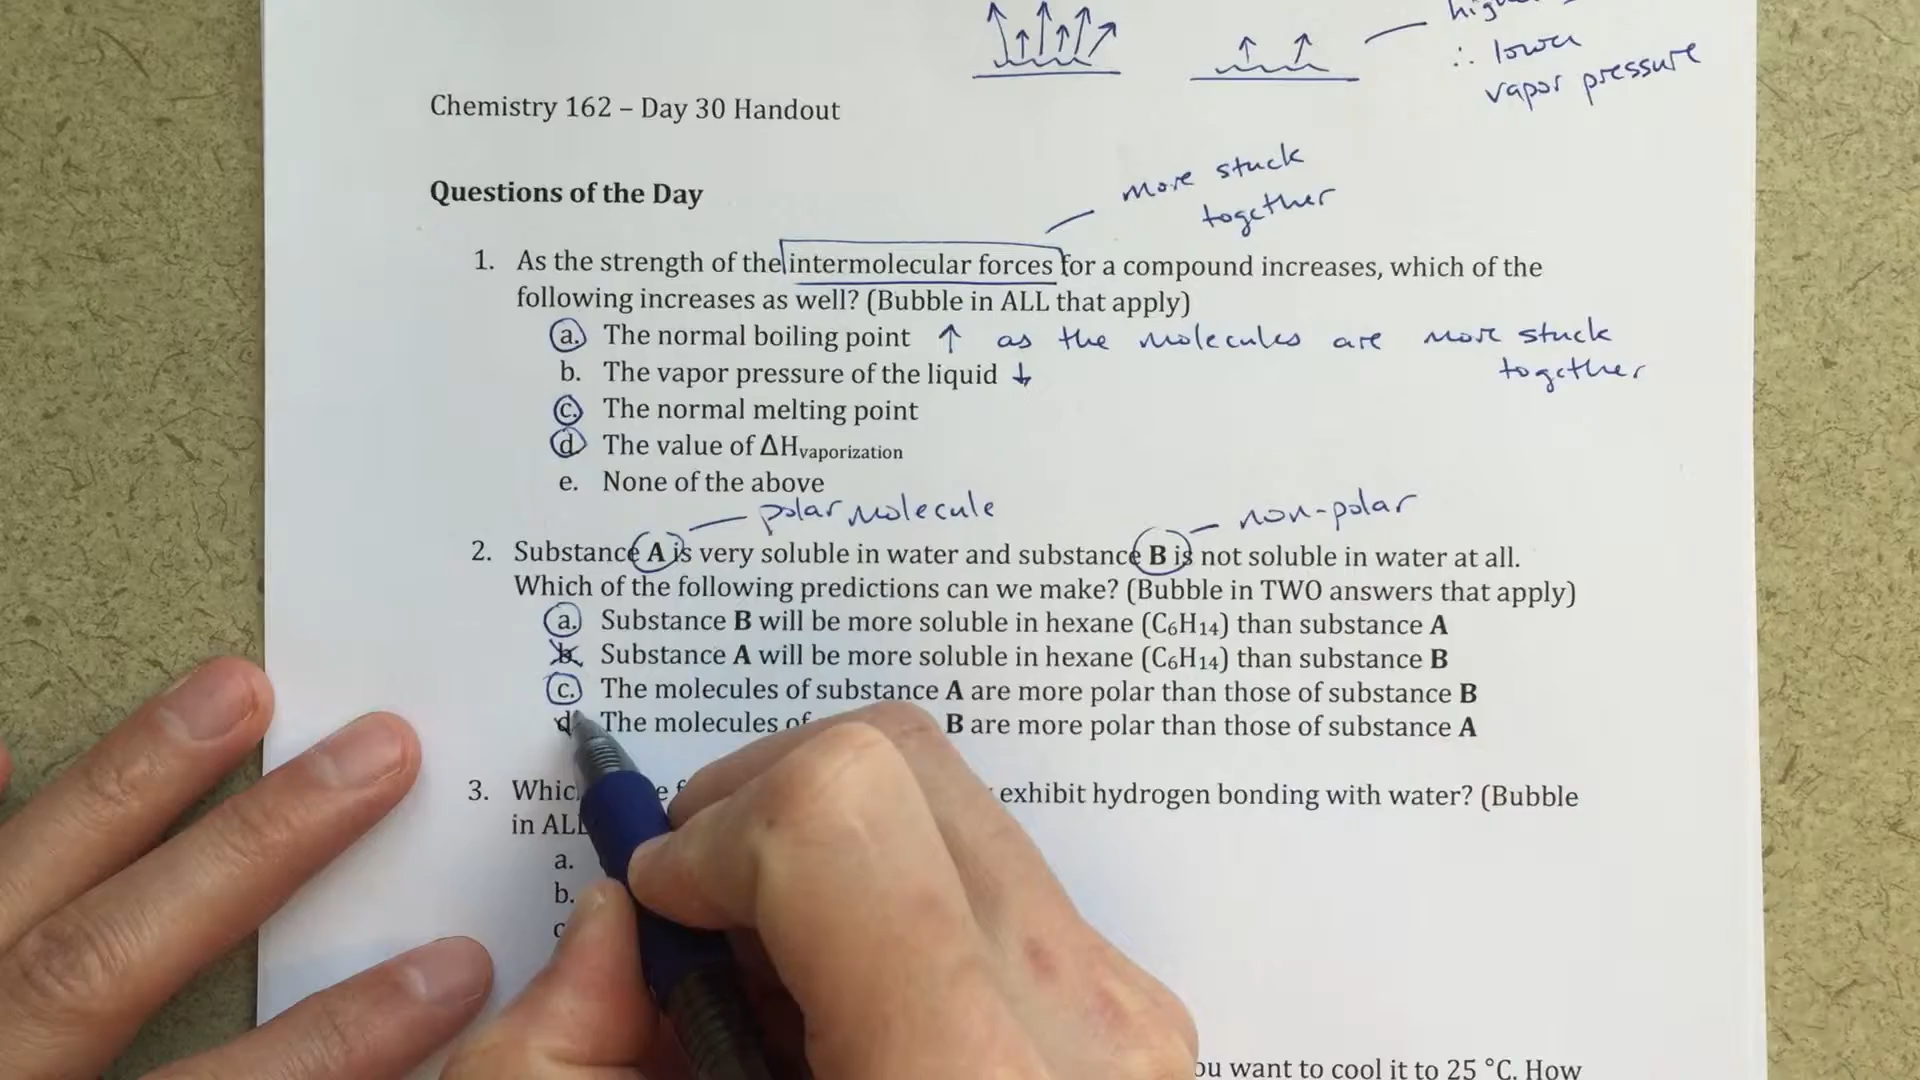 ∴ lower
vapor pressure
Chemistry 162 – Day 30 Handout
more stuck
together
Questions of the Day
1. As the strength of the intermolecular forces for a compound increases, which of the
following increases as well? (Bubble in ALL that apply)
a. The normal boiling point ↑ as the molecules are more stuck
together
b. The vapor pressure of the liquid ↓
c. The normal melting point
d. The value of ΔHvaporization
e. None of the above
polar molecule
non-polar
2. Substance A is very soluble in water and substance B is not soluble in water at all.
Which of the following predictions can we make? (Bubble in TWO answers that apply)
a. Substance B will be more soluble in hexane (C₆H₁₄) than substance A
b. Substance A will be more soluble in hexane (C₆H₁₄) than substance B
c. The molecules of substance A are more polar than those of substance B
d The molecules of B are more polar than those of substance A
3. exhibit hydrogen bonding with water? (Bubble
in ALL
a.
b.
c
want to cool it to 25 °C. How